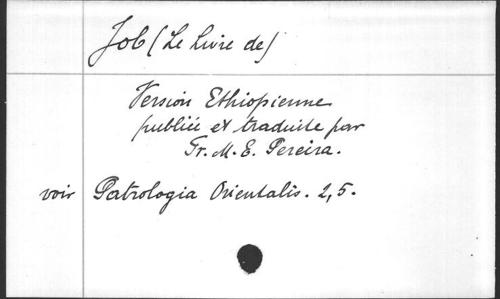 Job (Le livre de)
Version Ethiopienne
publiée et traduite par
Fr. M. E. Pereira.
voir Patrologia Orientalis. 2, 5.